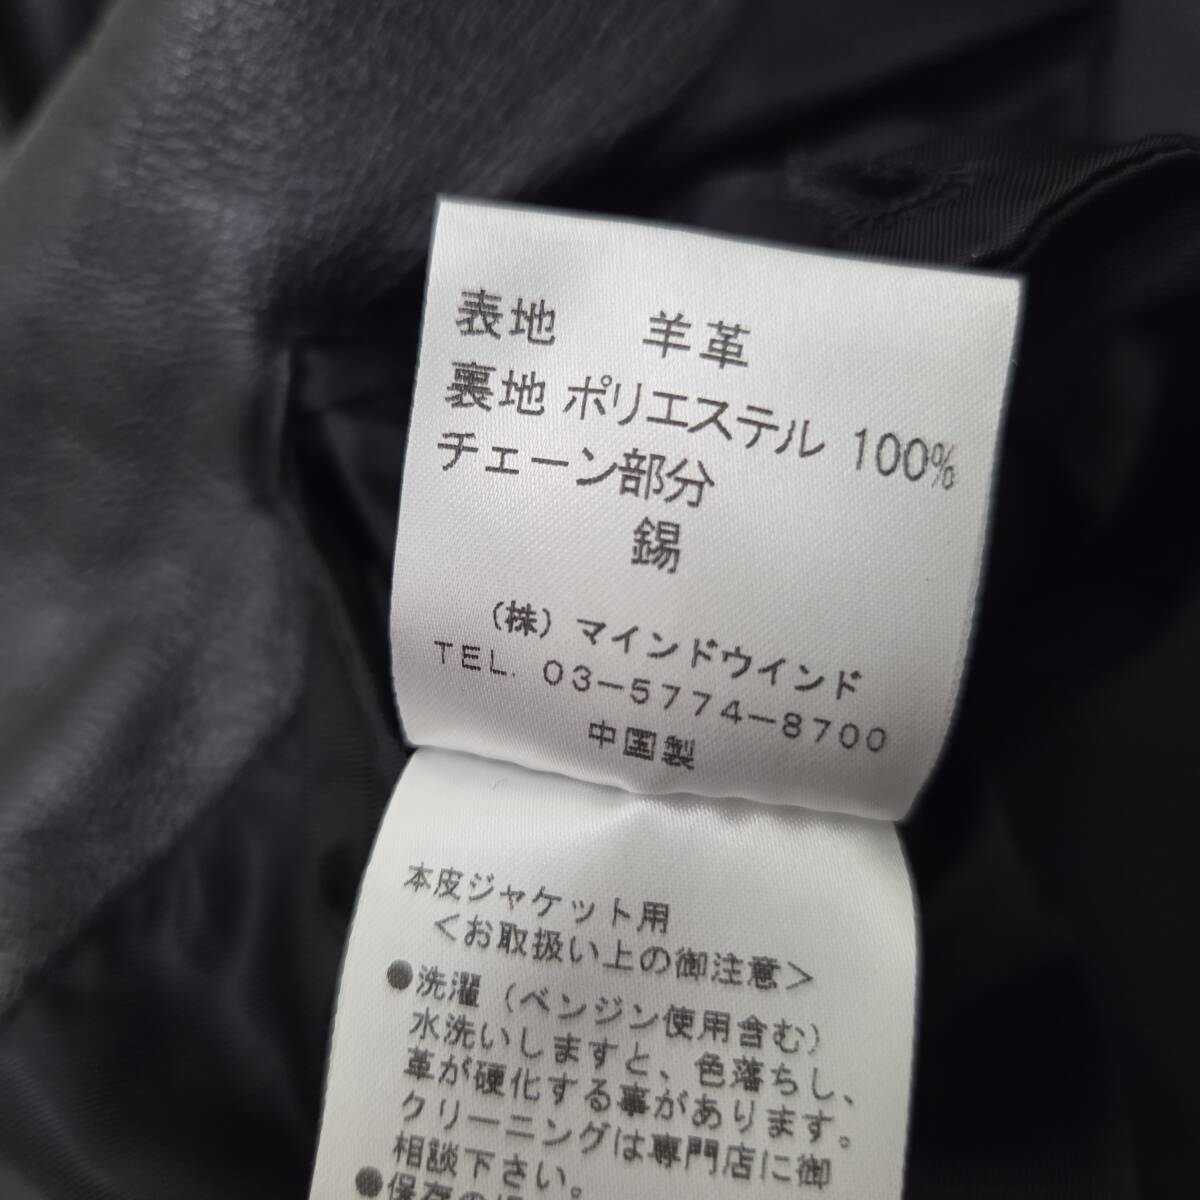 表地 羊革
裏地 ポリエステル 100%
チェーン部分
錫
(株) マインドウインド
TEL. 03-5774-8700
中国製
本皮ジャケット用
<お取扱い上の御注意>
●洗濯 (ベンジン使用含む)
水洗いしますと、色落ちし、
革が硬化する事があります。
クリーニングは専門店に御
相談下さい。
●保存の